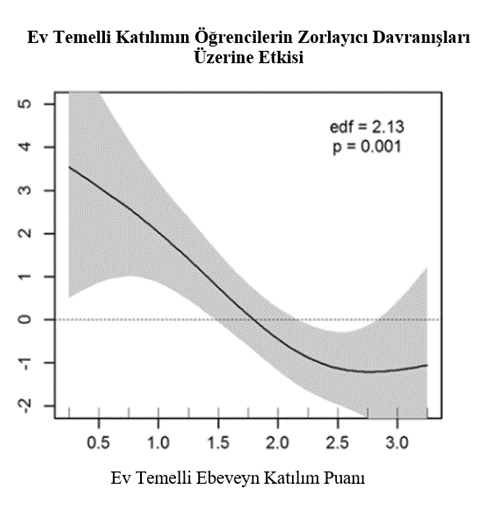 Ev Temelli Katılımın Öğrencilerin Zorlayıcı Davranışları
Üzerine Etkisi
edf = 2.13
p = 0.001
5
4
3
2
1
0
-1
-2
0.5 1.0 1.5 2.0 2.5 3.0
Ev Temelli Ebeveyn Katılım Puanı